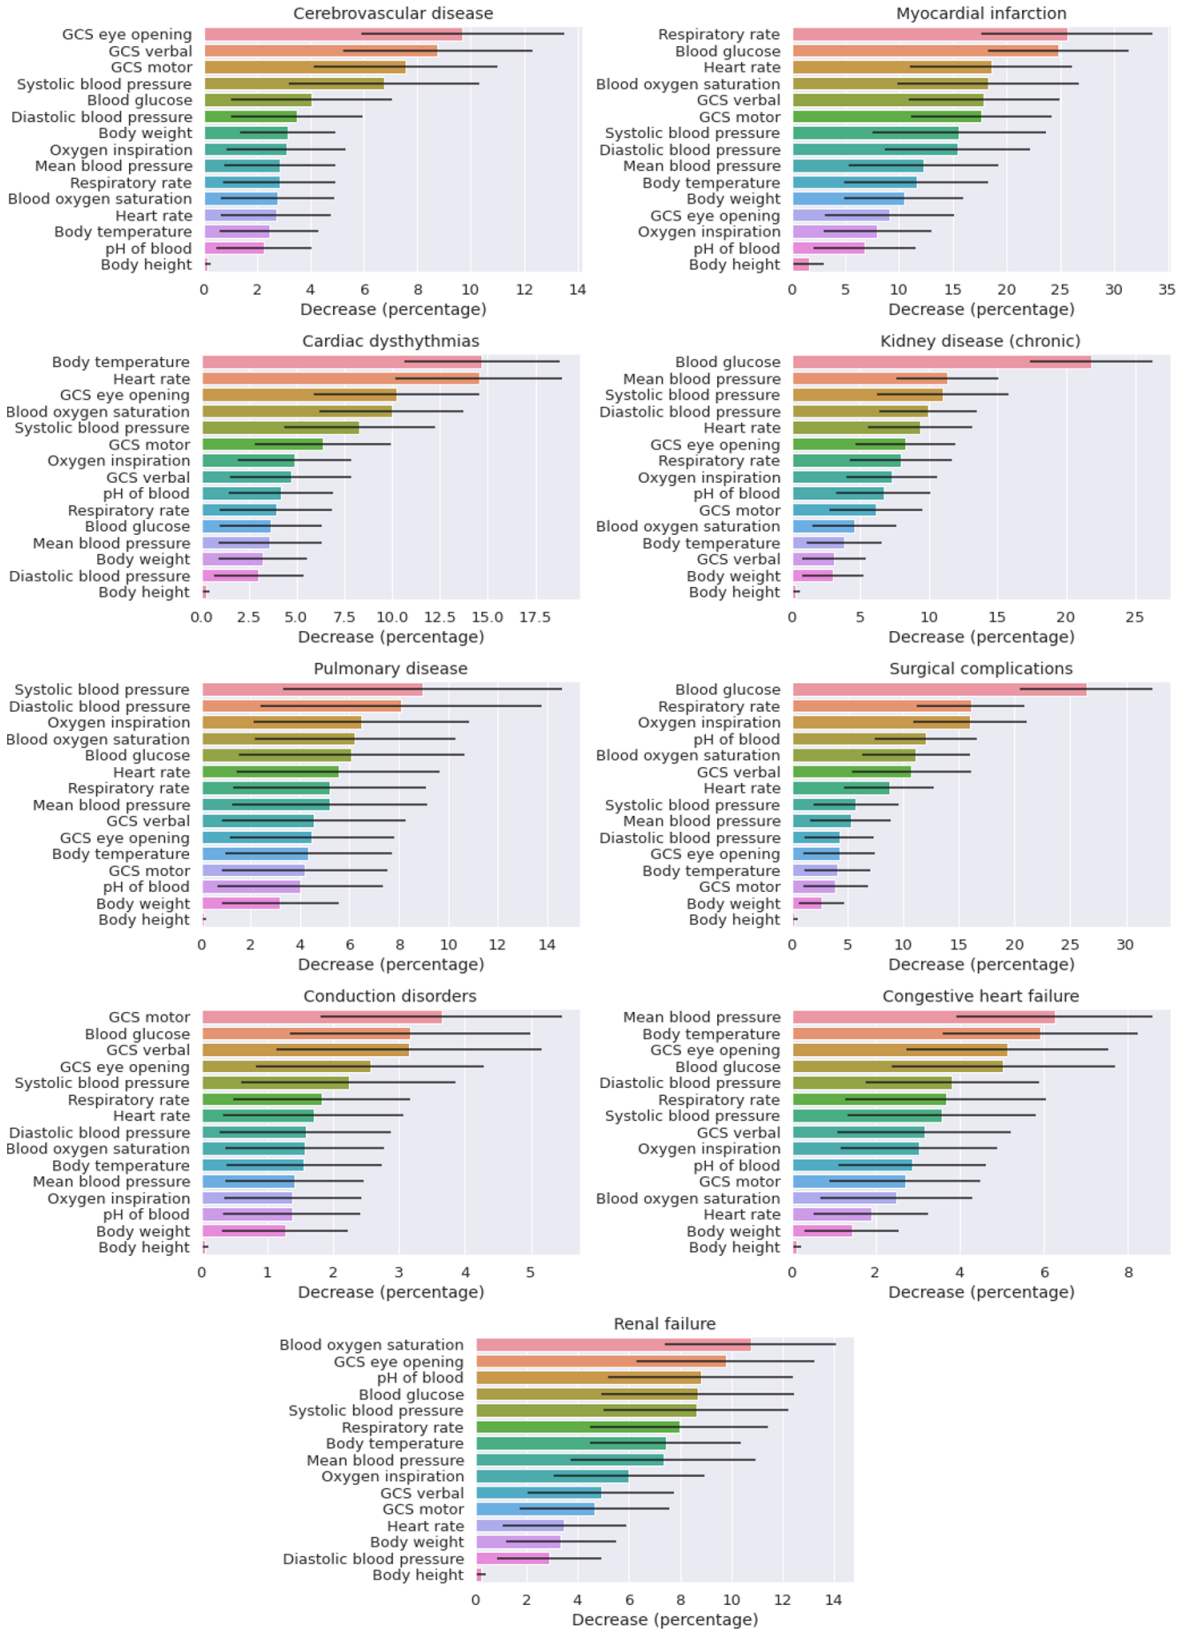 Cerebrovascular disease
GCS eye opening
GCS verbal
GCS motor
Systolic blood pressure
Blood glucose
Diastolic blood pressure
Body weight
Oxygen inspiration
Mean blood pressure
Respiratory rate
Blood oxygen saturation
Heart rate
Body temperature
pH of blood
Body height
0 2 4 6 8 10 12 14
Decrease (percentage)
Myocardial infarction
Respiratory rate
Blood glucose
Heart rate
Blood oxygen saturation
GCS verbal
GCS motor
Systolic blood pressure
Diastolic blood pressure
Mean blood pressure
Body temperature
Body weight
GCS eye opening
Oxygen inspiration
pH of blood
Body height
0 5 10 15 20 25 30 35
Decrease (percentage)
Cardiac dysthythmias
Body temperature
Heart rate
GCS eye opening
Blood oxygen saturation
Systolic blood pressure
GCS motor
Oxygen inspiration
GCS verbal
pH of blood
Respiratory rate
Blood glucose
Mean blood pressure
Body weight
Diastolic blood pressure
Body height
0.0 2.5 5.0 7.5 10.0 12.5 15.0 17.5
Decrease (percentage)
Kidney disease (chronic)
Blood glucose
Mean blood pressure
Systolic blood pressure
Diastolic blood pressure
Heart rate
GCS eye opening
Respiratory rate
Oxygen inspiration
pH of blood
GCS motor
Blood oxygen saturation
Body temperature
GCS verbal
Body weight
Body height
0 5 10 15 20 25
Decrease (percentage)
Pulmonary disease
Systolic blood pressure
Diastolic blood pressure
Oxygen inspiration
Blood oxygen saturation
Blood glucose
Heart rate
Respiratory rate
Mean blood pressure
GCS verbal
GCS eye opening
Body temperature
GCS motor
pH of blood
Body weight
Body height
0 2 4 6 8 10 12 14
Decrease (percentage)
Surgical complications
Blood glucose
Respiratory rate
Oxygen inspiration
pH of blood
Blood oxygen saturation
GCS verbal
Heart rate
Systolic blood pressure
Mean blood pressure
Diastolic blood pressure
GCS eye opening
Body temperature
GCS motor
Body weight
Body height
0 5 10 15 20 25 30
Decrease (percentage)
Conduction disorders
GCS motor
Blood glucose
GCS verbal
GCS eye opening
Systolic blood pressure
Respiratory rate
Heart rate
Diastolic blood pressure
Blood oxygen saturation
Body temperature
Mean blood pressure
Oxygen inspiration
pH of blood
Body weight
Body height
0 1 2 3 4 5
Decrease (percentage)
Congestive heart failure
Mean blood pressure
Body temperature
GCS eye opening
Blood glucose
Diastolic blood pressure
Respiratory rate
Systolic blood pressure
GCS verbal
Oxygen inspiration
pH of blood
GCS motor
Blood oxygen saturation
Heart rate
Body weight
Body height
0 2 4 6 8
Decrease (percentage)
Renal failure
Blood oxygen saturation
GCS eye opening
pH of blood
Blood glucose
Systolic blood pressure
Respiratory rate
Body temperature
Mean blood pressure
Oxygen inspiration
GCS verbal
GCS motor
Heart rate
Body weight
Diastolic blood pressure
Body height
0 2 4 6 8 10 12 14
Decrease (percentage)